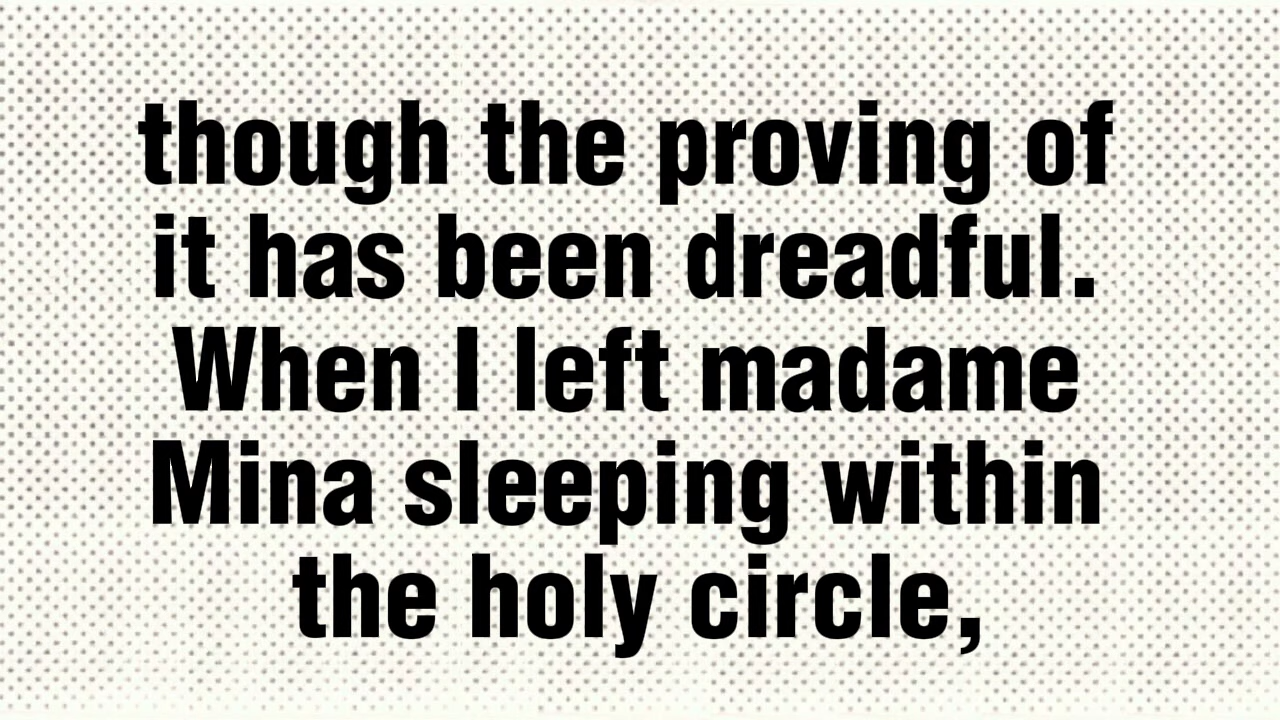 though the proving of
it has been dreadful.
When I left madame
Mina sleeping within
the holy circle,